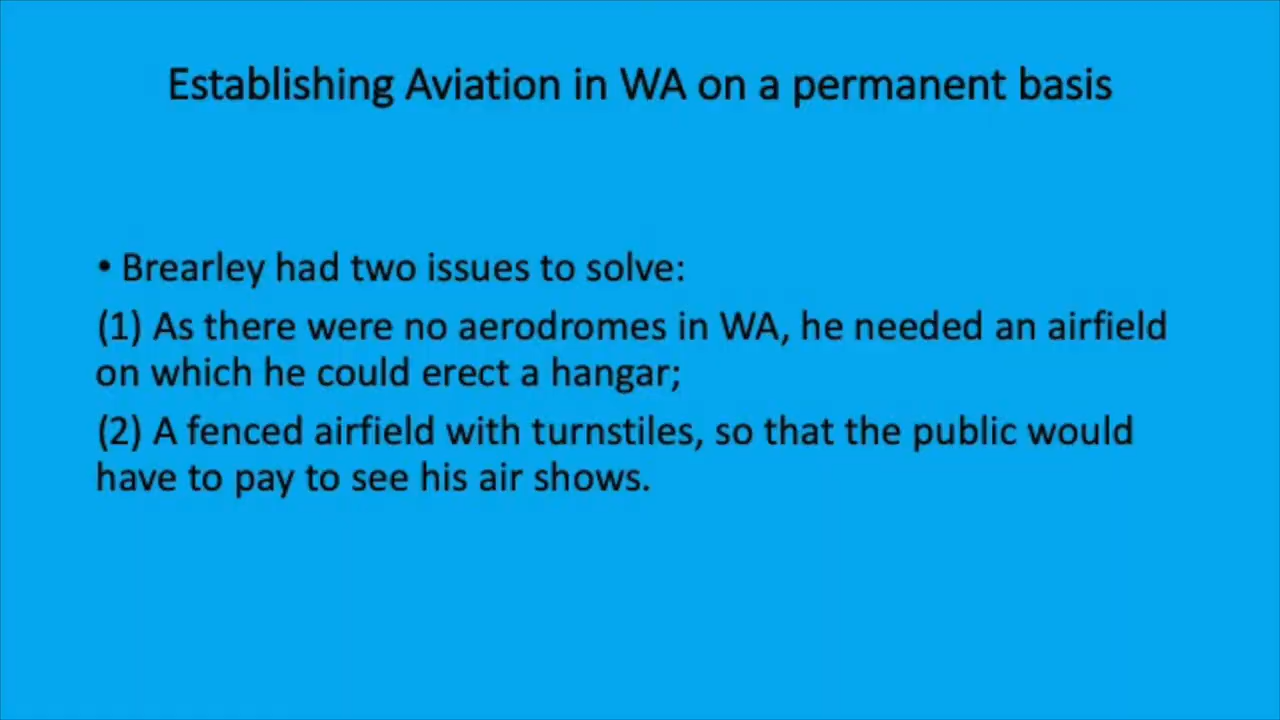 Establishing Aviation in WA on a permanent basis
• Brearley had two issues to solve:
(1) As there were no aerodromes in WA, he needed an airfield
on which he could erect a hangar;
(2) A fenced airfield with turnstiles, so that the public would
have to pay to see his air shows.